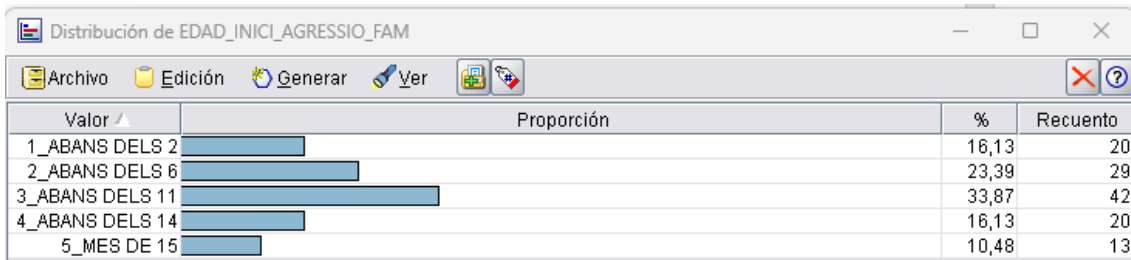 Distribución de EDAD_INICI_AGRESSIO_FAM
Archivo Edición Generar Ver
Valor Proporción % Recuento
1_ABANS DELS 2 16,13 20
2_ABANS DELS 6 23,39 29
3_ABANS DELS 11 33,87 42
4_ABANS DELS 14 16,13 20
5_MES DE 15 10,48 13